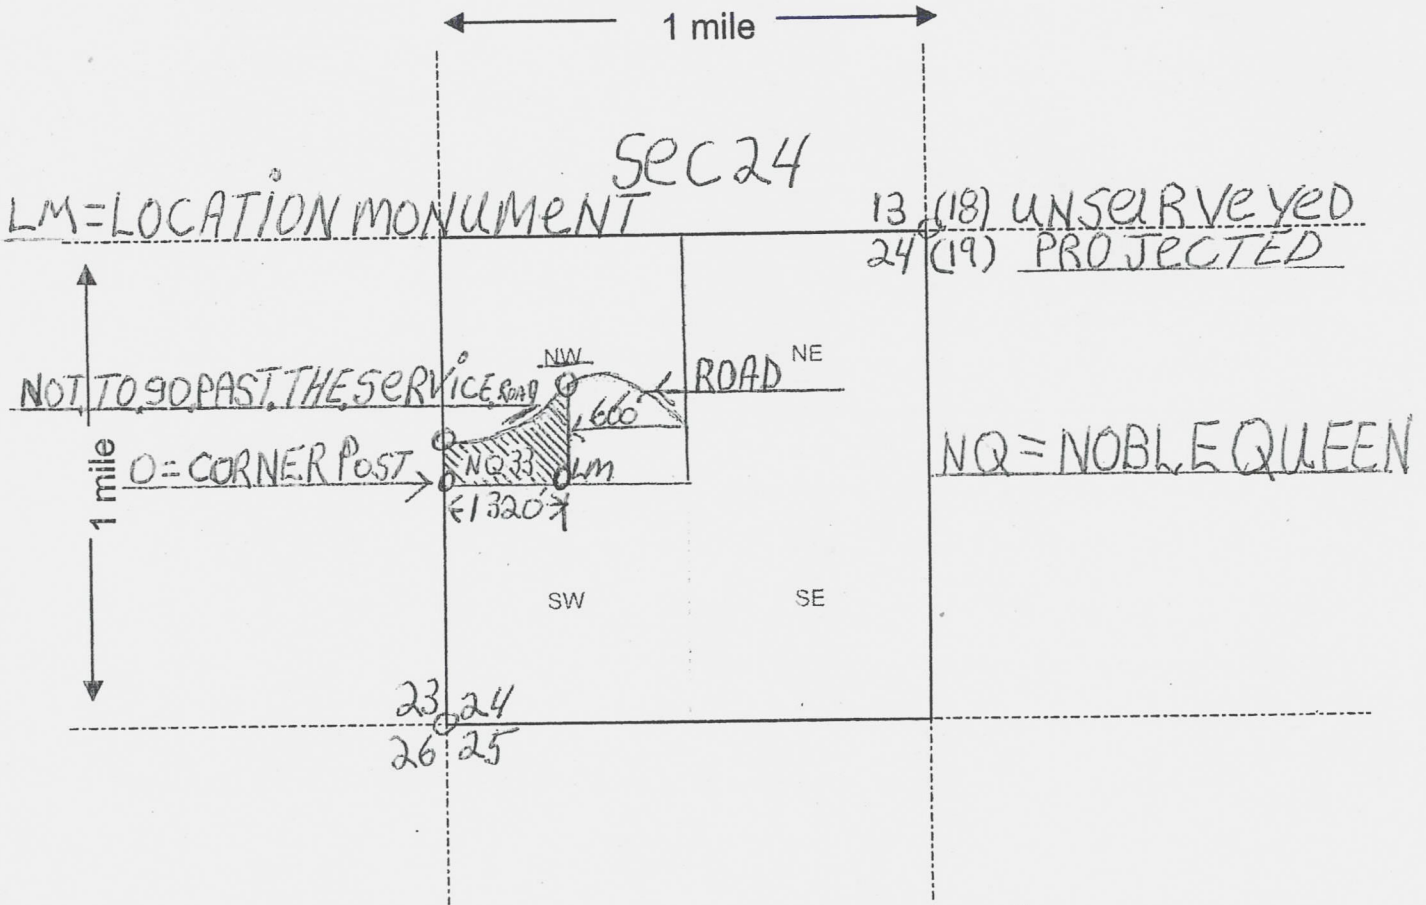 1 mile
SEC 24
LM=LOCATION MONUMENT
13 (18) UNSURVEYED
24 (19) PROJECTED
NW
NE
NOT TO GO PAST THE SERVICE ROAD
ROAD
660
1 mile
O=CORNER POST
NQ 33
LM
NQ = NOBLE QUEEN
1320'
SW
SE
23 24
26 25